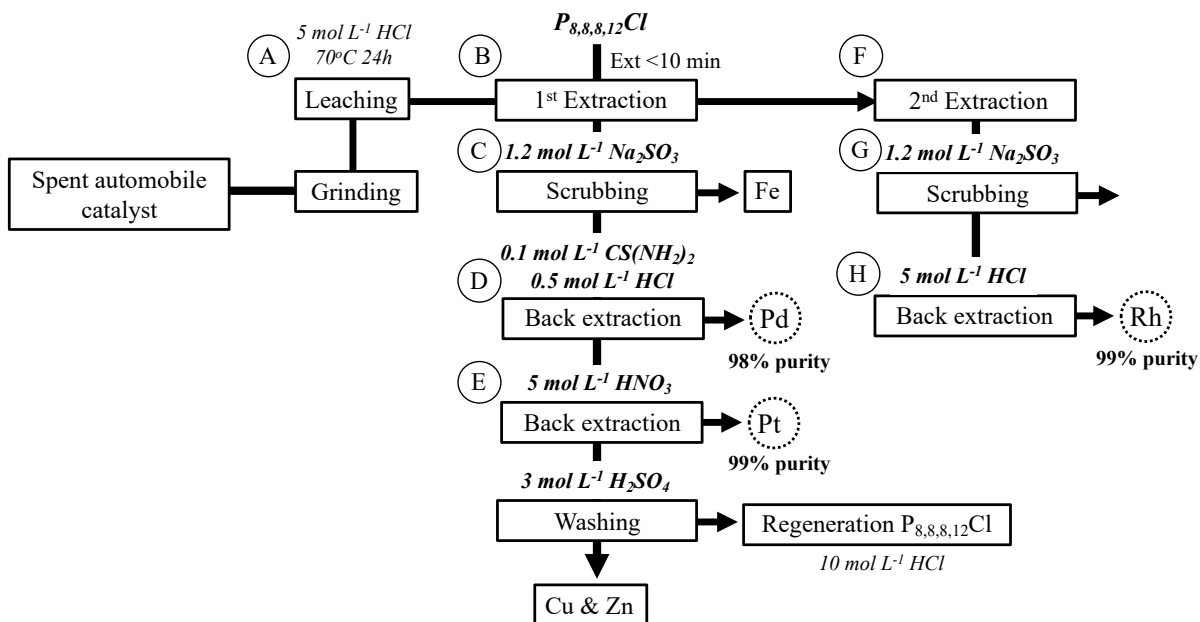 A
5 mol L⁻¹ HCl
70°C 24h
Leaching
Grinding
Spent automobile
catalyst
B
P₈,₈,₈,₁₂Cl
Ext <10 min
1ˢᵗ Extraction
C
1.2 mol L⁻¹ Na₂SO₃
Scrubbing
Fe
0.1 mol L⁻¹ CS(NH₂)₂
0.5 mol L⁻¹ HCl
D
Back extraction
Pd
98% purity
E
5 mol L⁻¹ HNO₃
Back extraction
Pt
99% purity
3 mol L⁻¹ H₂SO₄
Washing
Regeneration P₈,₈,₈,₁₂Cl
10 mol L⁻¹ HCl
Cu & Zn
F
2ⁿᵈ Extraction
G
1.2 mol L⁻¹ Na₂SO₃
Scrubbing
H
5 mol L⁻¹ HCl
Back extraction
Rh
99% purity